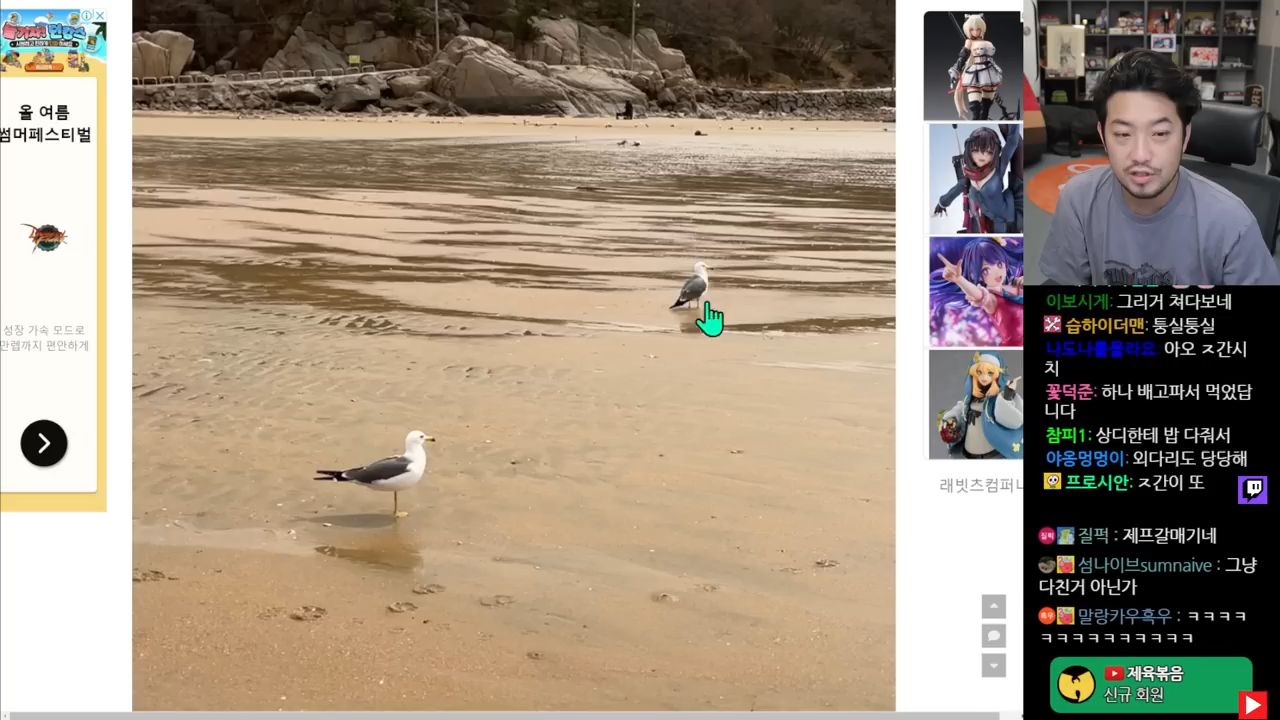 올 여름
썸머페스티벌
성장 가속 모드로
만렙까지 편안하게
래빗츠컴퍼니
이보시게: 그리거 쳐다보네
습하이더맨: 통실통실
나도나를몰라요: 아오 ㅈ간시
치
꽃덕준: 하나 배고파서 먹었답
니다
참피1: 상디한테 밥 다줘서
야옹멍멍이: 외다리도 당당해
프로시안: ㅈ간이 또
질퍽 : 제프갈매기네
섬나이브sumnaive : 그냥
다친거 아닌가
말랑카우흑우 : ㅋㅋㅋㅋ
ㅋㅋㅋㅋㅋㅋㅋㅋㅋㅋ
제육볶음
신규 회원